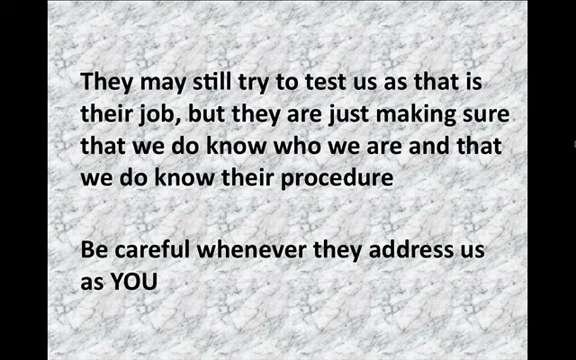 They may still try to test us as that is
their job, but they are just making sure
that we do know who we are and that
we do know their procedure
Be careful whenever they address us
as YOU